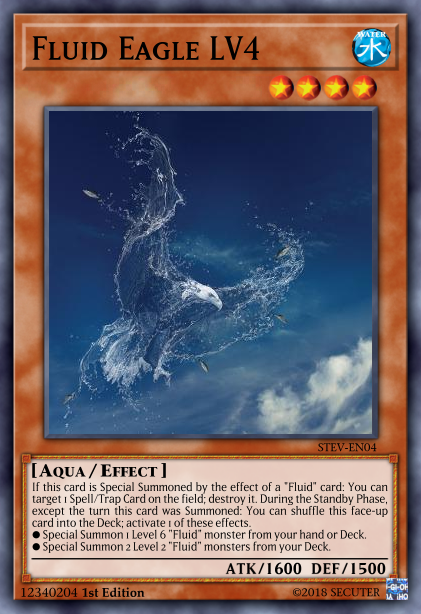 FLUID EAGLE LV4
WATER
水
STEV-EN04
[AQUA / EFFECT]
If this card is Special Summoned by the effect of a "Fluid" card: You can
target 1 Spell/Trap Card on the field; destroy it. During the Standby Phase,
except the turn this card was Summoned: You can shuffle this face-up
card into the Deck; activate 1 of these effects.
● Special Summon 1 Level 6 "Fluid" monster from your hand or Deck.
● Special Summon 2 Level 2 "Fluid" monsters from your Deck.
ATK/1600 DEF/1500
12340204 1st Edition ©2018 SECUTER